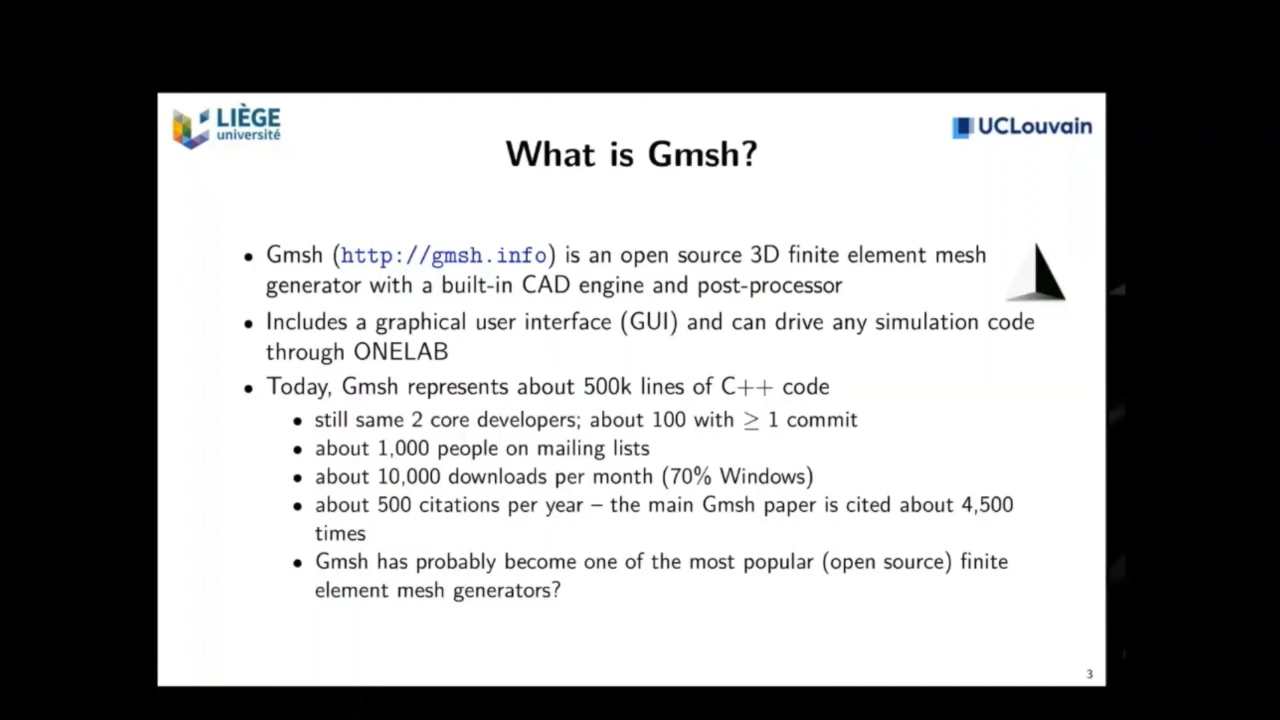 LIÈGE
université
UCLouvain
What is Gmsh?
• Gmsh (http://gmsh.info) is an open source 3D finite element mesh
generator with a built-in CAD engine and post-processor
• Includes a graphical user interface (GUI) and can drive any simulation code
through ONELAB
• Today, Gmsh represents about 500k lines of C++ code
• still same 2 core developers; about 100 with ≥ 1 commit
• about 1,000 people on mailing lists
• about 10,000 downloads per month (70% Windows)
• about 500 citations per year – the main Gmsh paper is cited about 4,500
times
• Gmsh has probably become one of the most popular (open source) finite
element mesh generators?
3